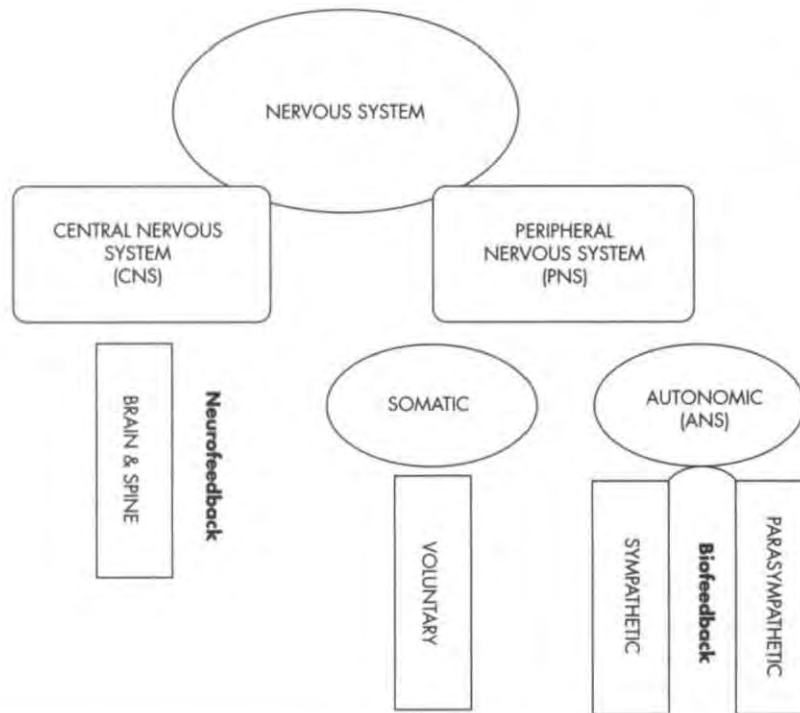 NERVOUS SYSTEM
CENTRAL NERVOUS
SYSTEM
(CNS)
PERIPHERAL
NERVOUS SYSTEM
(PNS)
BRAIN & SPINE
Neurofeedback
SOMATIC
VOLUNTARY
AUTONOMIC
(ANS)
SYMPATHETIC
Biofeedback
PARASYMPATHETIC